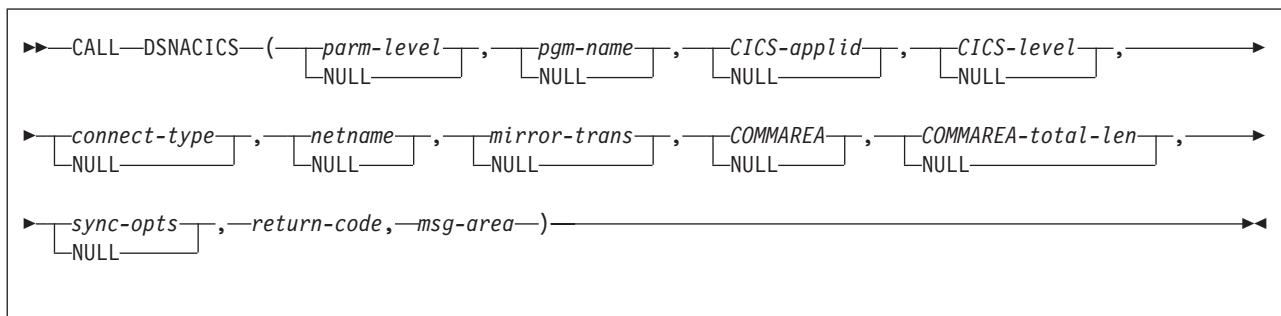 CALL DSNACICS ( parm-level , pgm-name , CICS-applid , CICS-level ,
NULL NULL NULL NULL
connect-type , netname , mirror-trans , COMMAREA , COMMAREA-total-len ,
NULL NULL NULL NULL NULL
sync-opts , return-code, msg-area )
NULL